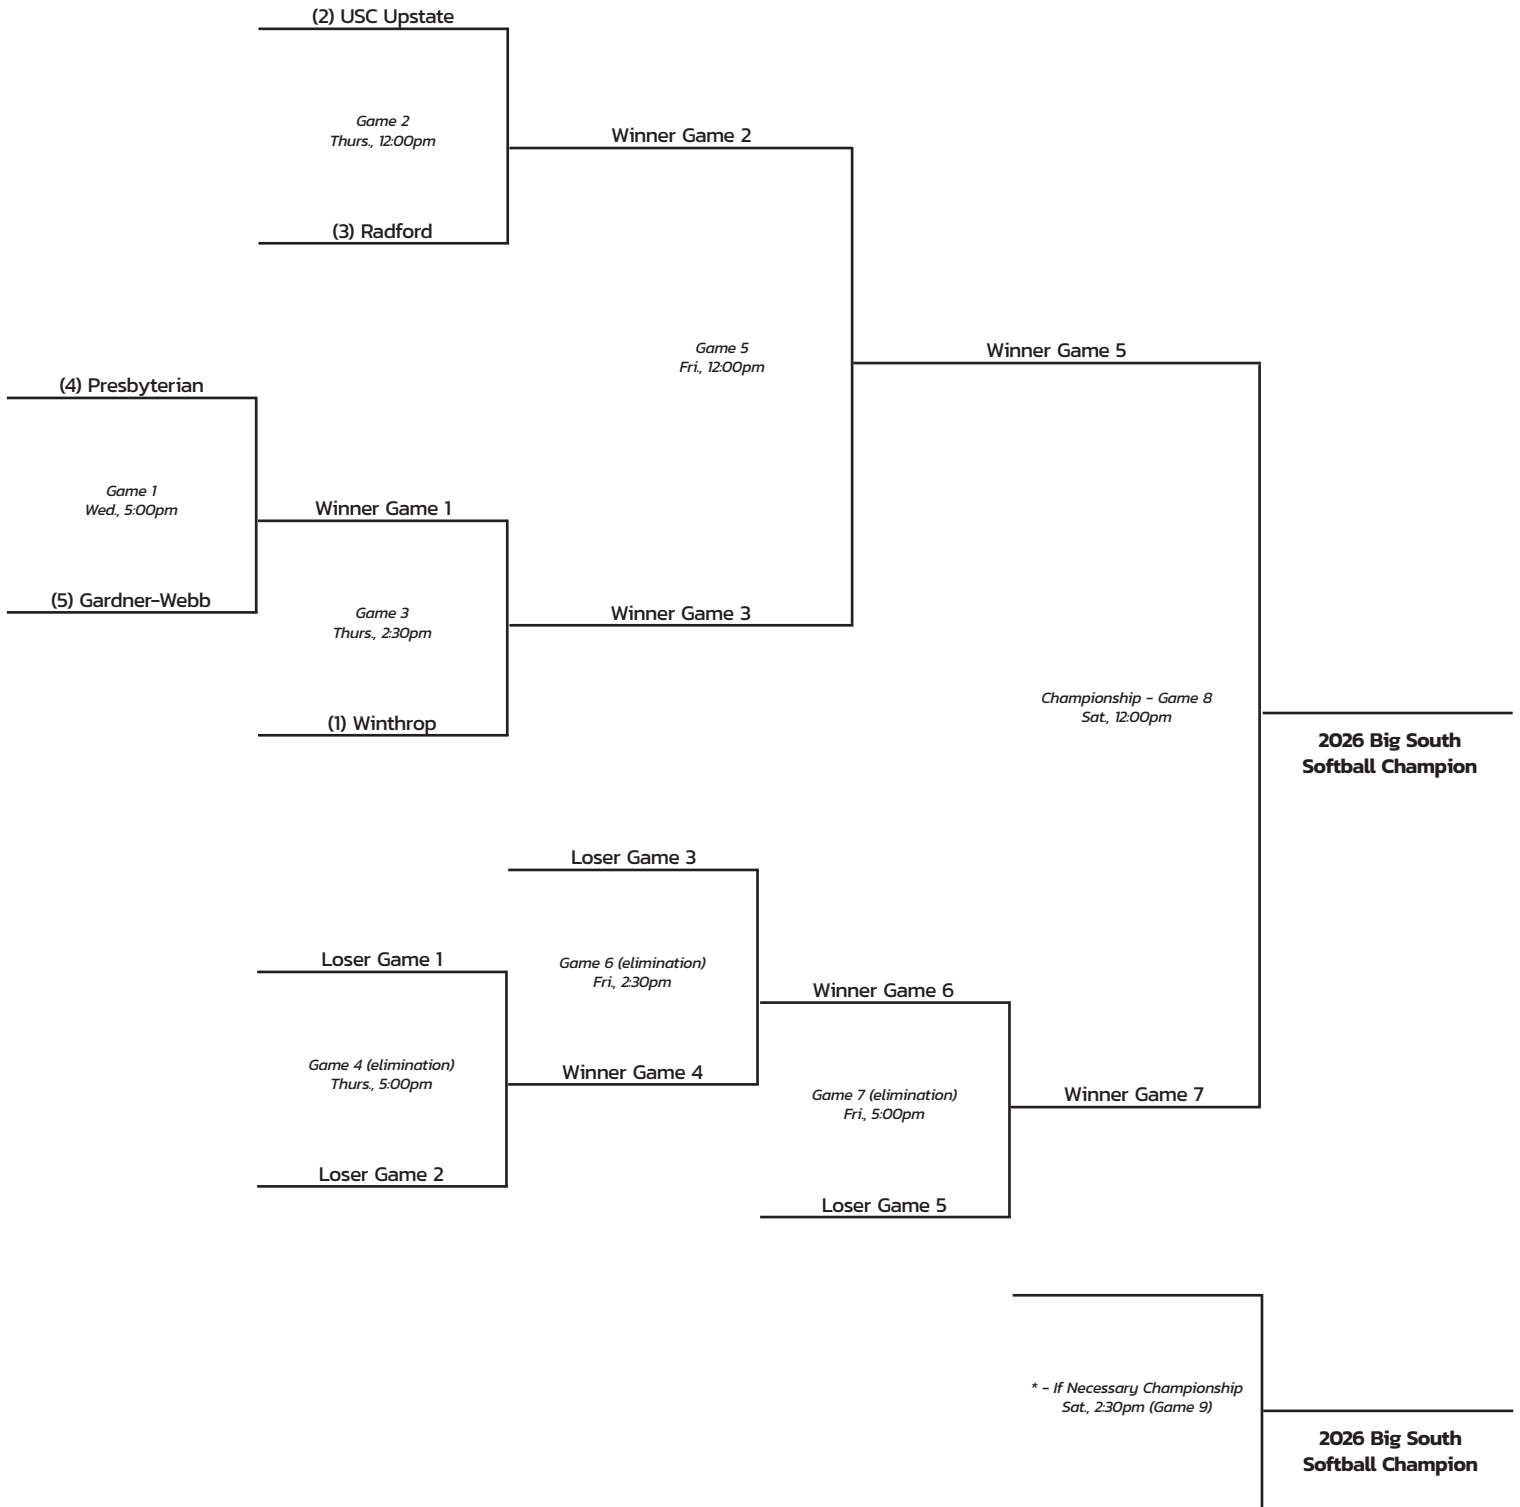 (2) USC Upstate
Game 2
Thurs., 12:00pm
Winner Game 2
(3) Radford
Game 5
Fri., 12:00pm
Winner Game 5
(4) Presbyterian
Game 1
Wed., 5:00pm
Winner Game 1
(5) Gardner-Webb
Game 3
Thurs., 2:30pm
Winner Game 3
(1) Winthrop
Championship - Game 8
Sat., 12:00pm
2026 Big South
Softball Champion
Loser Game 3
Loser Game 1
Game 6 (elimination)
Fri., 2:30pm
Winner Game 6
Game 4 (elimination)
Thurs., 5:00pm
Winner Game 4
Game 7 (elimination)
Fri., 5:00pm
Winner Game 7
Loser Game 2
Loser Game 5
* - If Necessary Championship
Sat., 2:30pm (Game 9)
2026 Big South
Softball Champion